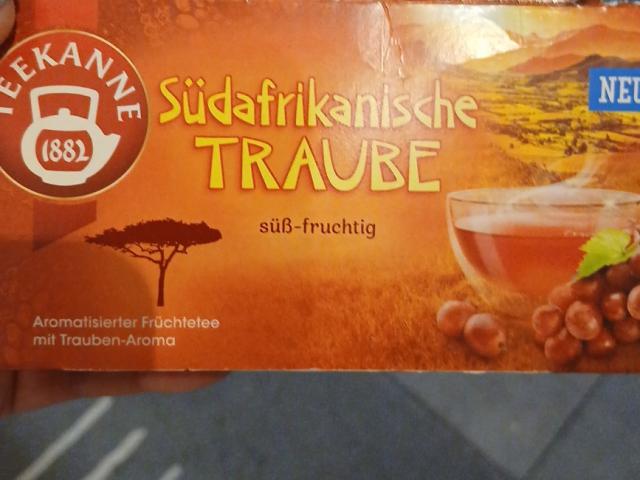 TEEKANNE
1882
Südafrikanische
TRAUBE
süß-fruchtig
NEU
Aromatisierter Früchtetee
mit Trauben-Aroma